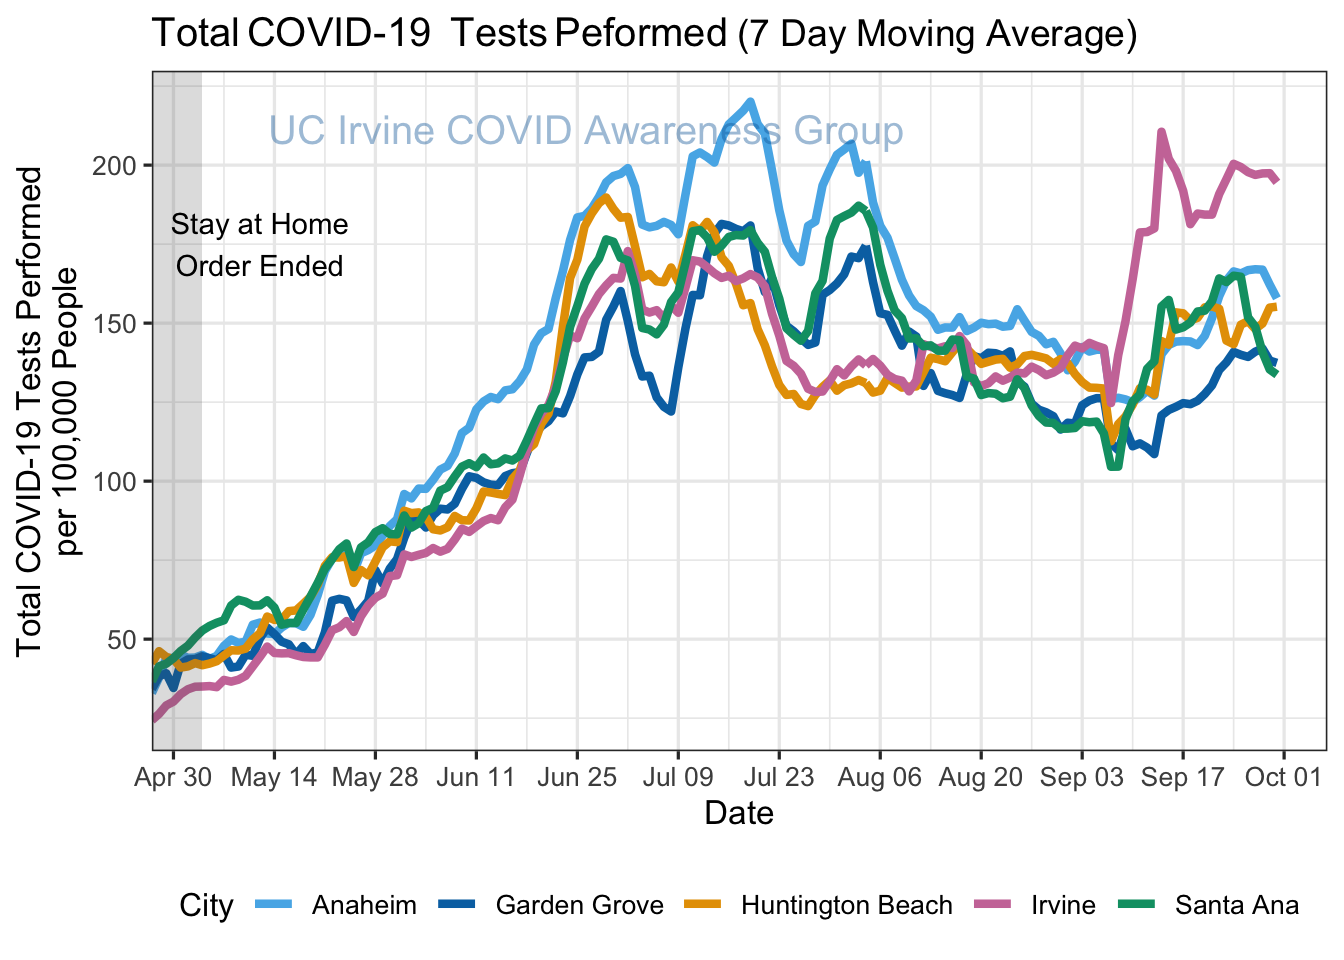 Total COVID-19 Tests Peformed (7 Day Moving Average)
UC Irvine COVID Awareness Group
Stay at Home
Order Ended
Total COVID-19 Tests Performed
per 100,000 People
200
150
100
50
Apr 30 May 14 May 28 Jun 11 Jun 25 Jul 09 Jul 23 Aug 06 Aug 20 Sep 03 Sep 17 Oct 01
Date
City Anaheim Garden Grove Huntington Beach Irvine Santa Ana